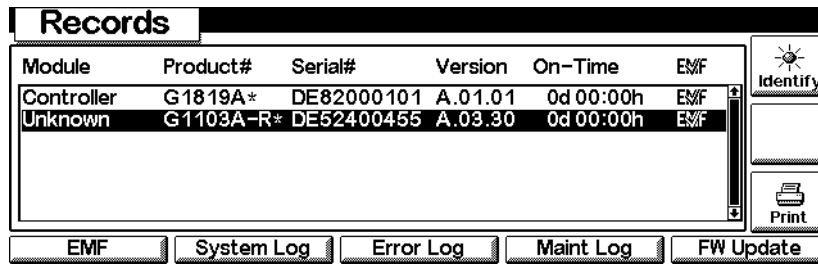 Records
Module Product# Serial# Version On-Time EMF
Controller G1819A* DE82000101 A.01.01 0d 00:00h EMF
Unknown G1103A-R* DE52400455 A.03.30 0d 00:00h EMF
Identify
Print
EMF System Log Error Log Maint Log FW Update